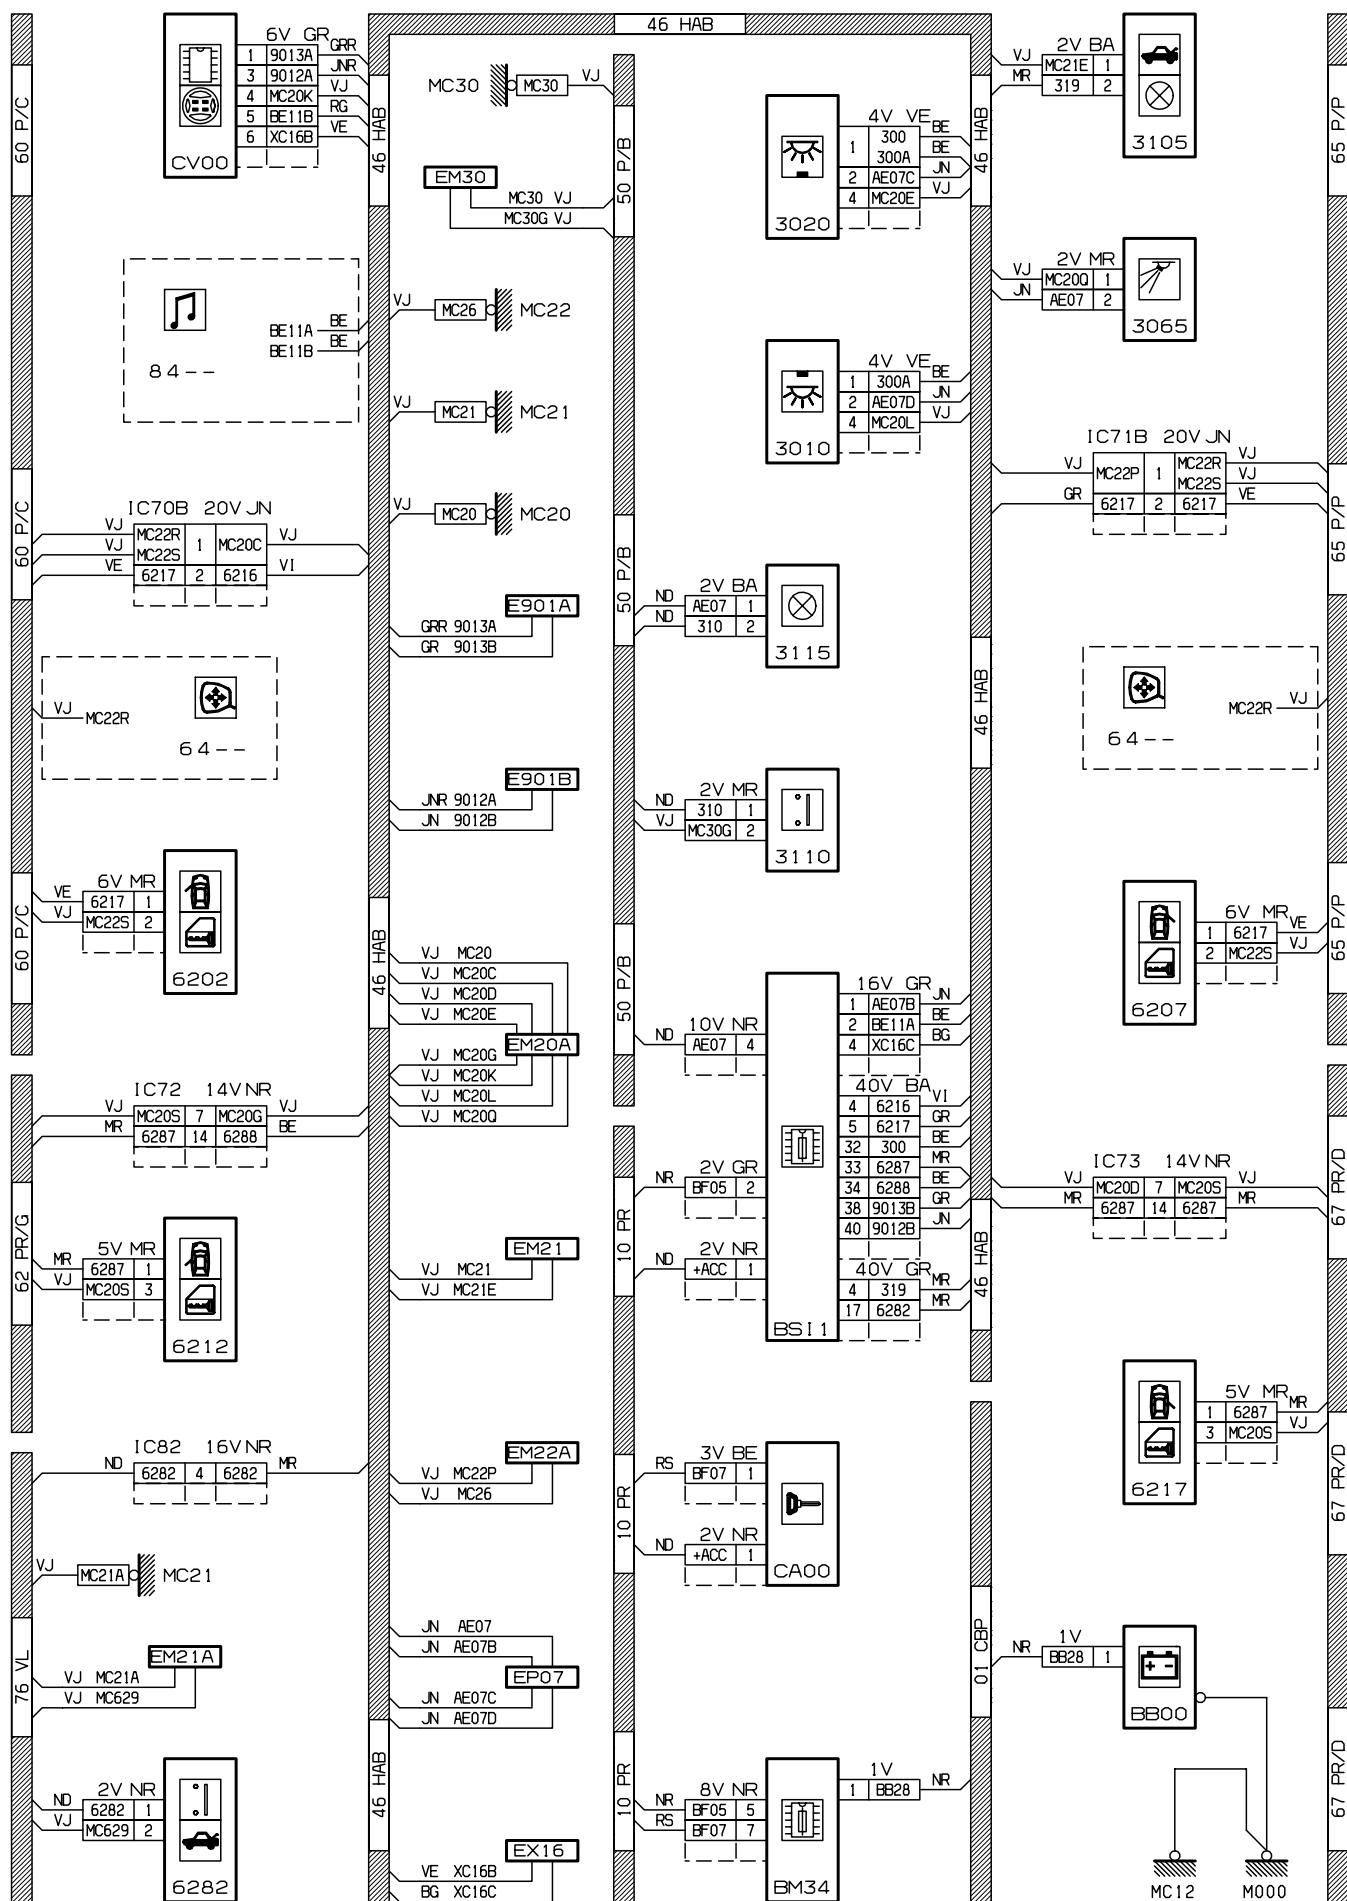 46 HAB
60 P/C
6V GR
1 9013A GRR
3 9012A JNR
4 MC20K VJ
5 BE11B RG
6 XC16B VE
CV00
46 HAB
MC30 MC30 VJ
EM30
MC30 VJ
MC30G VJ
50 P/B
4V VE
1 300 BE
300A BE
2 AE07C JN
4 MC20E VJ
3020
46 HAB
2V BA
VJ MC21E 1
MR 319 2
3105
65 P/P
BE11A BE
BE11B BE
84--
VJ MC26 MC22
VJ MC21 MC21
VJ MC20 MC20
2V MR
VJ MC20Q 1
JN AE07 2
3065
4V VE
1 300A BE
2 AE07D JN
4 MC20L VJ
3010
60 P/C
IC70B 20V JN
VJ MC22R 1 MC20C VJ
VJ MC22S
VE 6217 2 6216 VI
IC71B 20V JN
VJ MC22P 1 MC22R VJ
MC22S VJ
GR 6217 2 6217 VE
65 P/P
50 P/B
E901A
GRR 9013A
GR 9013B
2V BA
ND AE07 1
ND 310 2
3115
VJ MC22R
64--
46 HAB
MC22R VJ
64--
E901B
JNR 9012A
JN 9012B
2V MR
ND 310 1
VJ MC30G 2
3110
60 P/C
6V MR
VE 6217 1
VJ MC22S 2
6202
6V MR
1 6217 VE
2 MC22S VJ
6207
65 P/P
46 HAB
VJ MC20
VJ MC20C
VJ MC20D
VJ MC20E
EM20A
VJ MC20G
VJ MC20K
VJ MC20L
VJ MC20Q
50 P/B
10V NR
ND AE07 4
16V GR
1 AE07B JN
2 BE11A BE
4 XC16C BG
40V BA
4 6216 VI
5 6217 GR
32 300 BE
33 6287 MR
34 6288 BE
38 9013B GR
40 9012B JN
2V GR
NR BF05 2
2V NR
ND +ACC 1
40V GR
4 319 MR
17 6282 MR
BSI1
IC72 14V NR
VJ MC20S 7 MC20G VJ
MR 6287 14 6288 BE
IC73 14V NR
VJ MC20D 7 MC20S VJ
MR 6287 14 6287 MR
62 PR/G
5V MR
MR 6287 1
VJ MC20S 3
6212
EM21
VJ MC21
VJ MC21E
10 PR
46 HAB
67 PR/D
5V MR
1 6287 MR
3 MC20S VJ
6217
67 PR/D
IC82 16V NR
ND 6282 4 6282 MR
EM22A
VJ MC22P
VJ MC26
10 PR
3V BE
RS BF07 1
2V NR
ND +ACC 1
CA00
VJ MC21A MC21
76 VL
EM21A
VJ MC21A
VJ MC629
JN AE07
JN AE07B
EP07
JN AE07C
JN AE07D
01 CBP
1V
NR BB28 1
BB00
2V NR
ND 6282 1
VJ MC629 2
6282
46 HAB
EX16
VE XC16B
BG XC16C
10 PR
8V NR
NR BF05 5
RS BF07 7
1V
1 BB28 NR
BM34
MC12 M000
67 PR/D